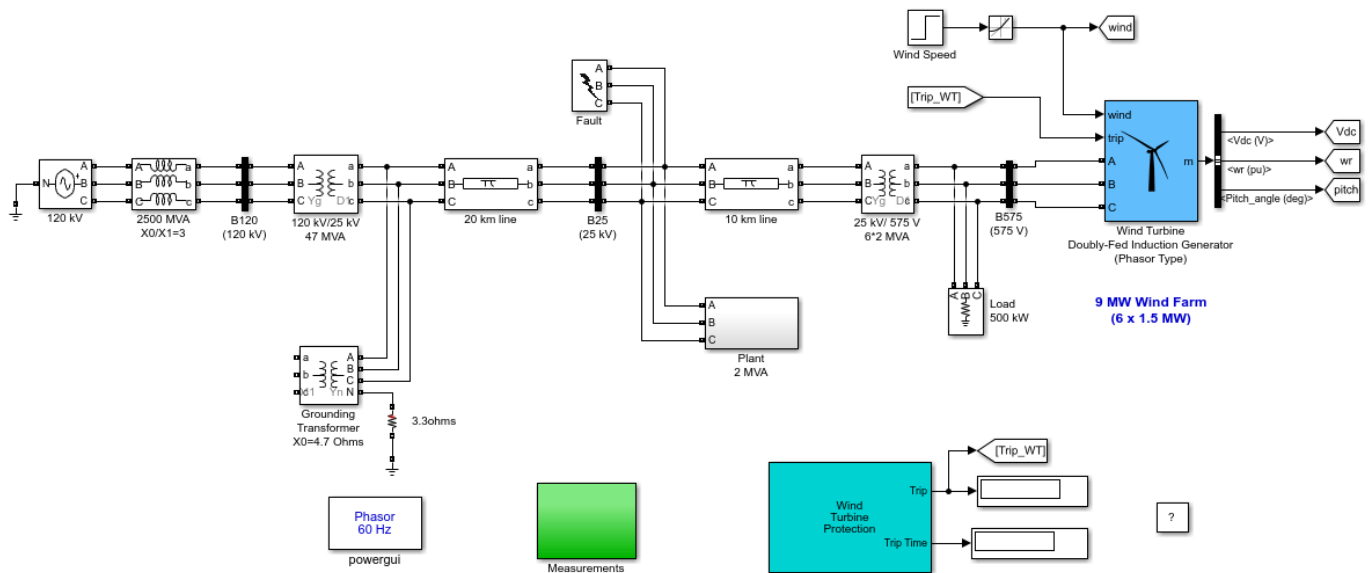 Wind Speed
wind
[Trip_WT]
A
B
C
Fault
wind
trip
A
B
C
m
<Vdc (V)>
<wr (pu)>
<Pitch_angle (deg)>
Vdc
wr
pitch
Wind Turbine
Doubly-Fed Induction Generator
(Phasor Type)
N
A
B
C
120 kV
A
B
C
a
b
c
2500 MVA
X0/X1=3
B120
(120 kV)
A
B
C
Yg
D1
a
b
c
120 kV/25 kV
47 MVA
A
B
C
a
b
c
20 km line
B25
(25 kV)
A
B
C
a
b
c
10 km line
A
B
C
Yg
a
b
c
25 kV/ 575 V
6*2 MVA
B575
(575 V)
A
B
C
Load
500 kW
9 MW Wind Farm
(6 x 1.5 MW)
A
B
C
Plant
2 MVA
a
b
A
B
C
N
Yn
Grounding
Transformer
X0=4.7 Ohms
3.3ohms
Phasor
60 Hz
powergui
Measurements
Wind
Turbine
Protection
Trip
Trip Time
[Trip_WT]
?